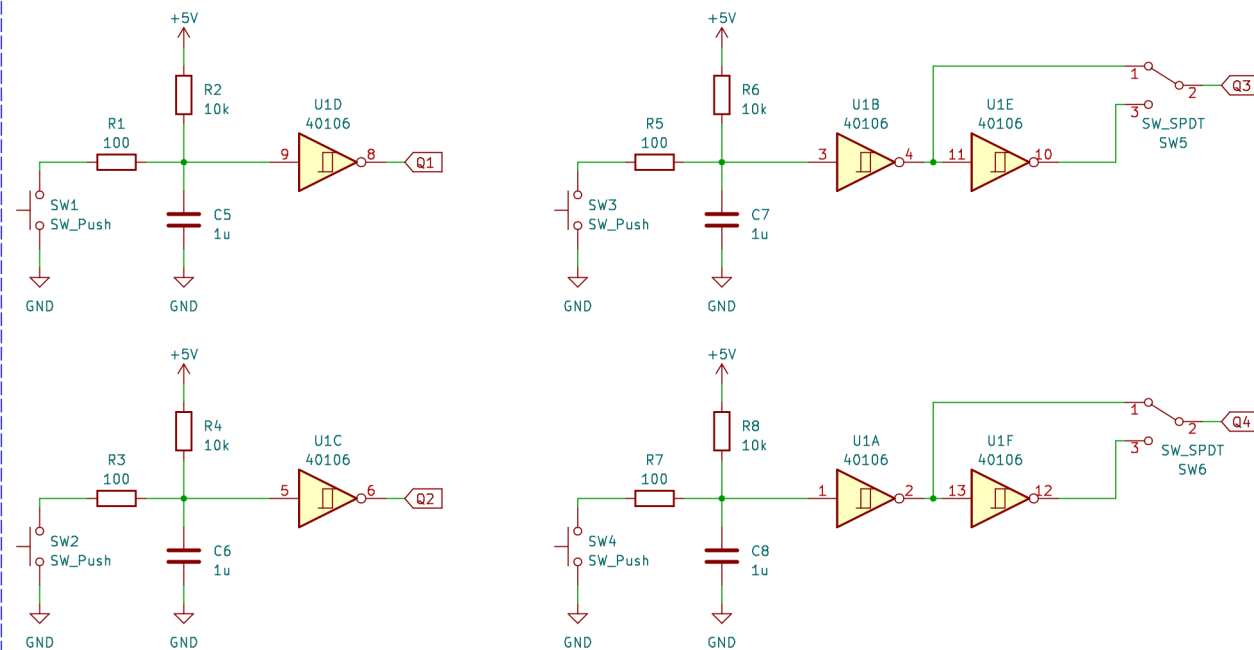 +5V
R2
10k
R1
100
U1D
40106
9
8
Q1
SW1
SW_Push
C5
1u
GND
GND
+5V
R6
10k
R5
100
U1B
40106
3
4
U1E
40106
11
10
1
2
3
Q3
SW_SPDT
SW5
SW3
SW_Push
C7
1u
GND
GND
+5V
R4
10k
R3
100
U1C
40106
5
6
Q2
SW2
SW_Push
C6
1u
GND
GND
+5V
R8
10k
R7
100
U1A
40106
1
2
U1F
40106
13
12
1
2
3
Q4
SW_SPDT
SW6
SW4
SW_Push
C8
1u
GND
GND